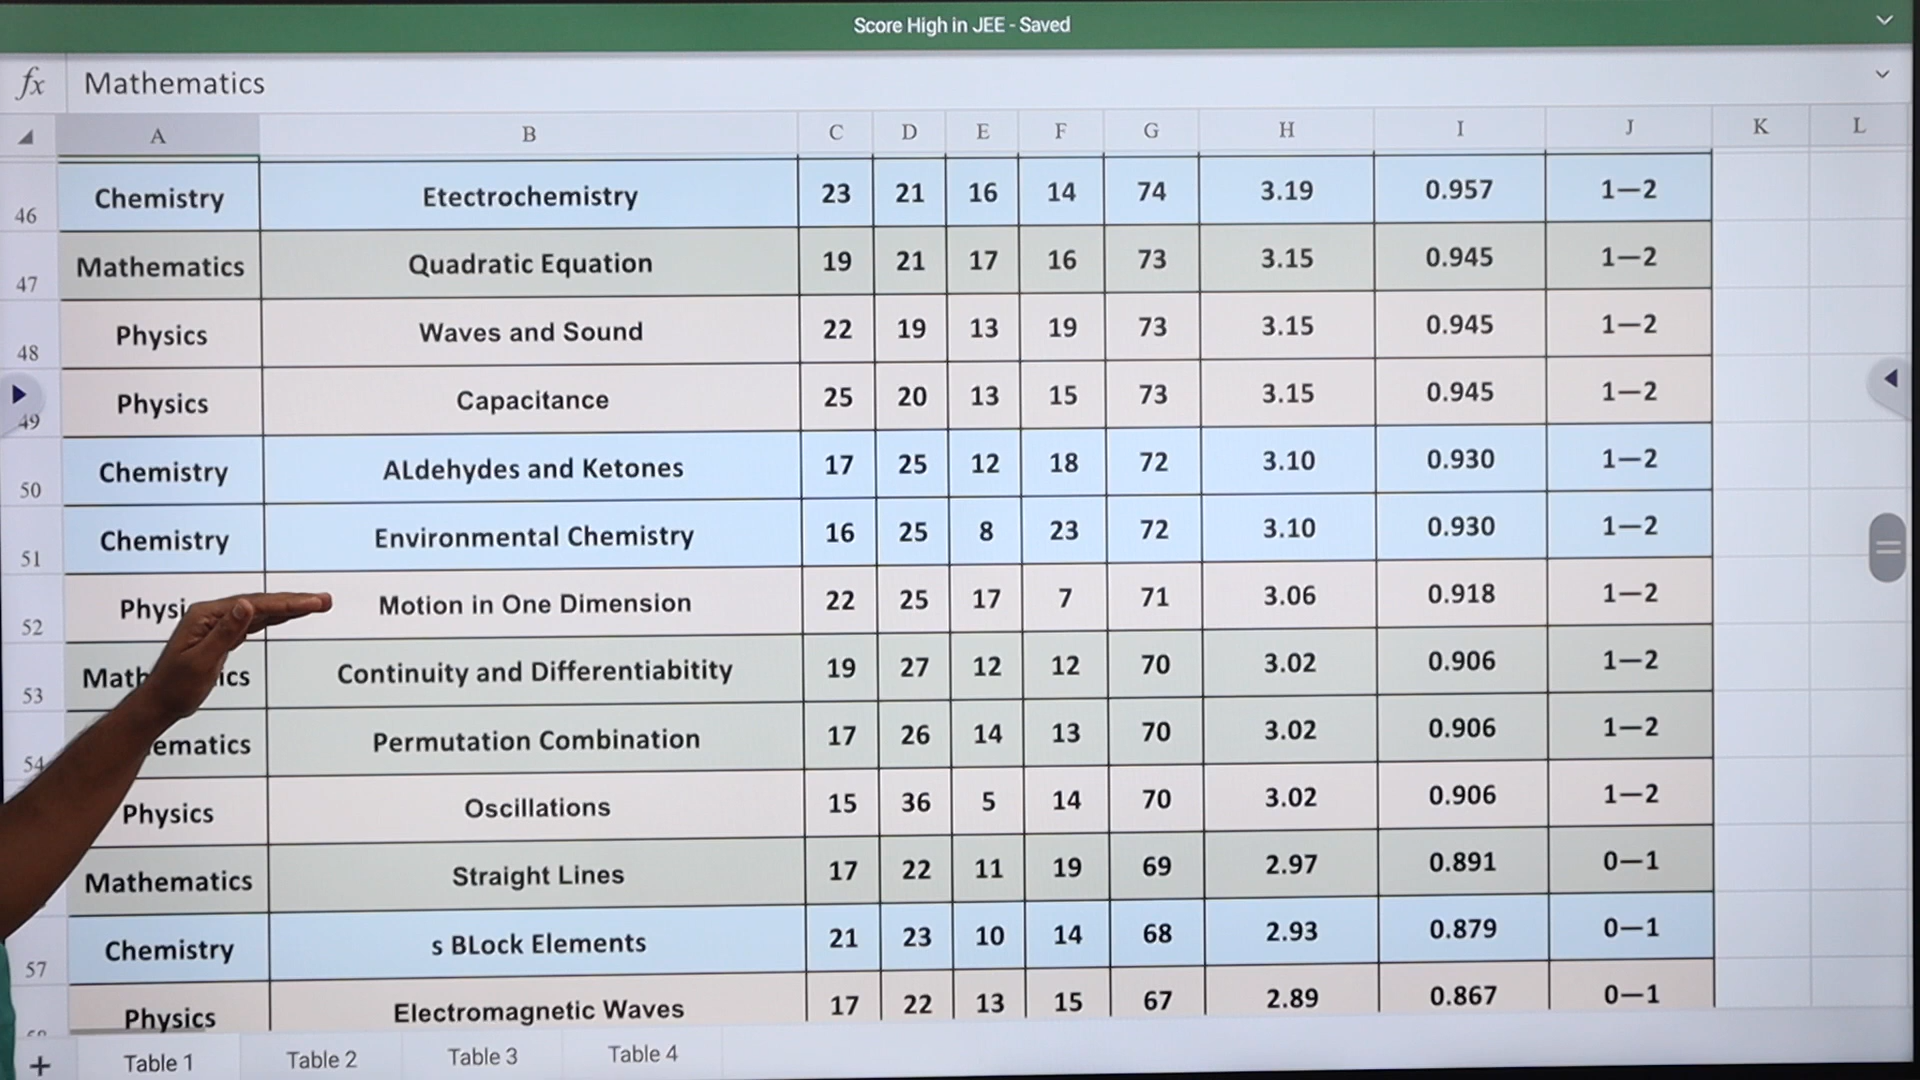 Score High in JEE - Saved
fx Mathematics
A B C D E F G H I J K L
46 Chemistry Etectrochemistry 23 21 16 14 74 3.19 0.957 1—2
47 Mathematics Quadratic Equation 19 21 17 16 73 3.15 0.945 1—2
48 Physics Waves and Sound 22 19 13 19 73 3.15 0.945 1—2
49 Physics Capacitance 25 20 13 15 73 3.15 0.945 1—2
50 Chemistry ALdehydes and Ketones 17 25 12 18 72 3.10 0.930 1—2
51 Chemistry Environmental Chemistry 16 25 8 23 72 3.10 0.930 1—2
52 Physi Motion in One Dimension 22 25 17 7 71 3.06 0.918 1—2
53 Math ics Continuity and Differentiabitity 19 27 12 12 70 3.02 0.906 1—2
54 ematics Permutation Combination 17 26 14 13 70 3.02 0.906 1—2
Physics Oscillations 15 36 5 14 70 3.02 0.906 1—2
Mathematics Straight Lines 17 22 11 19 69 2.97 0.891 0—1
57 Chemistry s BLock Elements 21 23 10 14 68 2.93 0.879 0—1
Physics Electromagnetic Waves 17 22 13 15 67 2.89 0.867 0—1
+ Table 1 Table 2 Table 3 Table 4